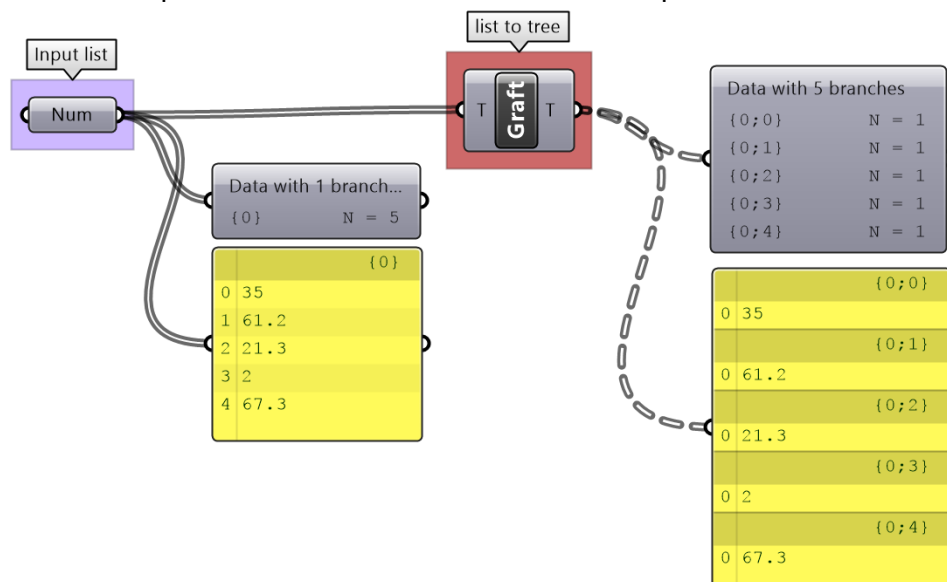 list to tree
Input list
Num
T Graft T
Data with 5 branches
{0;0} N = 1
{0;1} N = 1
{0;2} N = 1
{0;3} N = 1
{0;4} N = 1
Data with 1 branch...
{0} N = 5
{0}
0 35
1 61.2
2 21.3
3 2
4 67.3
{0;0}
0 35
{0;1}
0 61.2
{0;2}
0 21.3
{0;3}
0 2
{0;4}
0 67.3